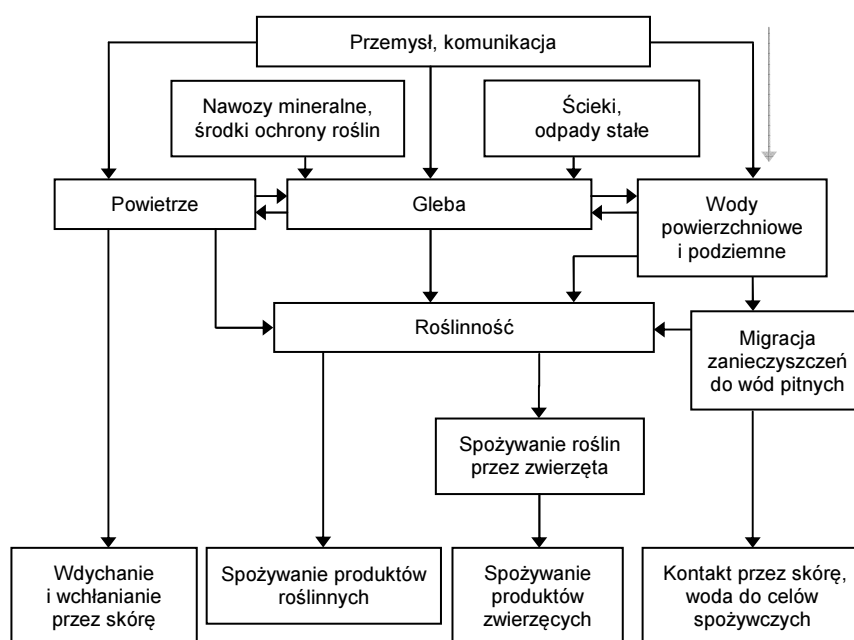 Przemysł, komunikacja
Nawozy mineralne,
środki ochrony roślin
Ścieki,
odpady stałe
Powietrze
Gleba
Wody
powierzchniowe
i podziemne
Roślinność
Migracja
zanieczyszczeń
do wód pitnych
Spożywanie roślin
przez zwierzęta
Wdychanie
i wchłanianie
przez skórę
Spożywanie produktów
roślinnych
Spożywanie
produktów
zwierzęcych
Kontakt przez skórę,
woda do celów
spożywczych